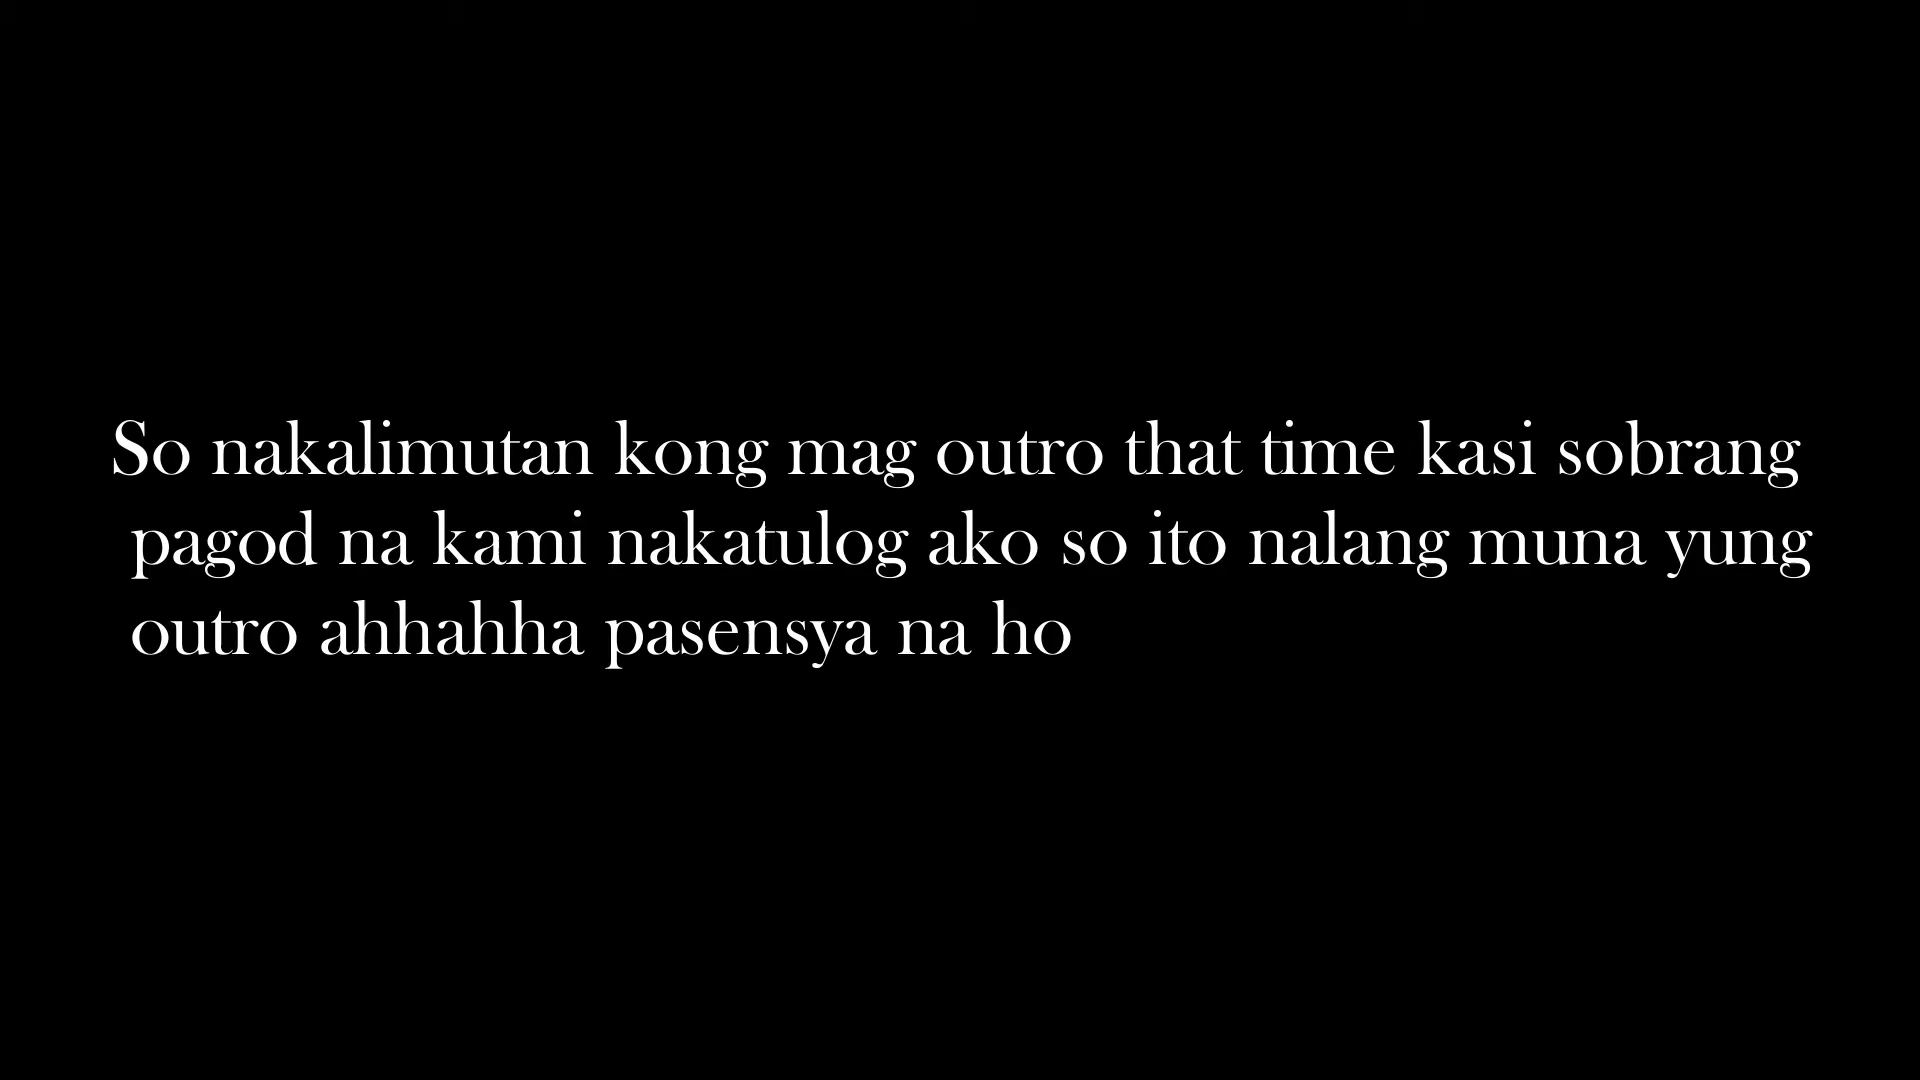 So nakalimutan kong mag outro that time kasi sobrang
pagod na kami nakatulog ako so ito nalang muna yung
outro ahhahha pasensya na ho